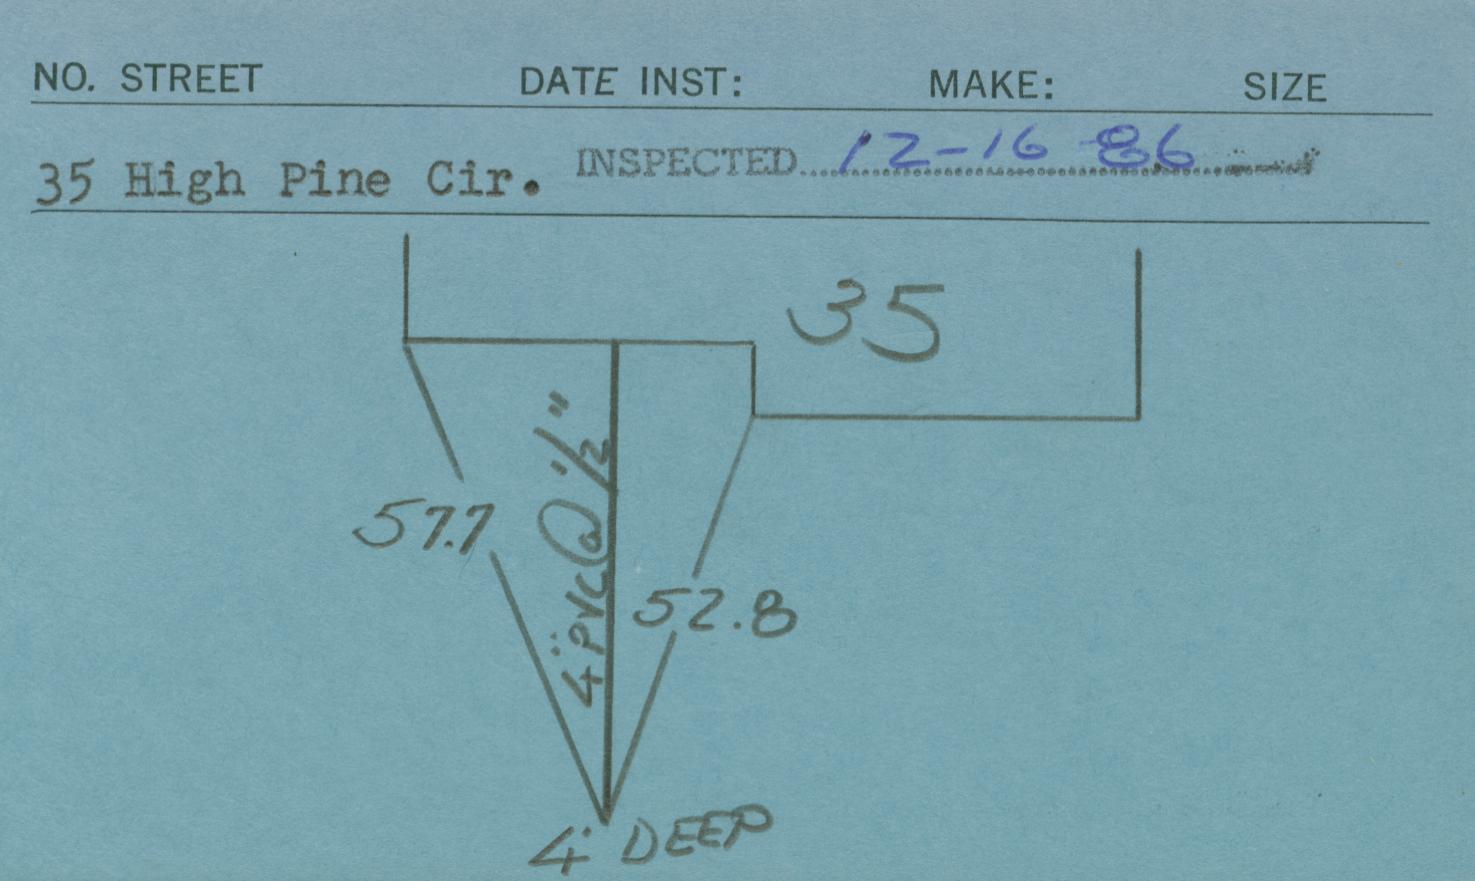 NO. STREET DATE INST: MAKE: SIZE
35 High Pine Cir. INSPECTED 12-16-86
35
57.7
4" PVC @ 1/2"
52.8
4' DEEP